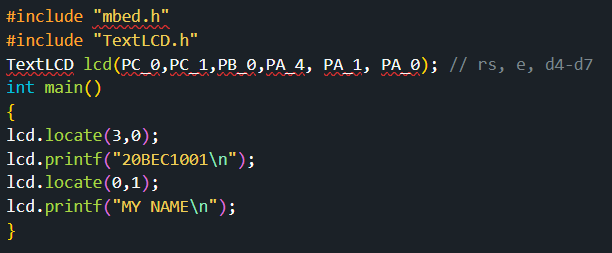 #include "mbed.h"
#include "TextLCD.h"
TextLCD lcd(PC_0,PC_1,PB_0,PA_4, PA_1, PA_0); // rs, e, d4-d7
int main()
{
lcd.locate(3,0);
lcd.printf("20BEC1001\n");
lcd.locate(0,1);
lcd.printf("MY NAME\n");
}